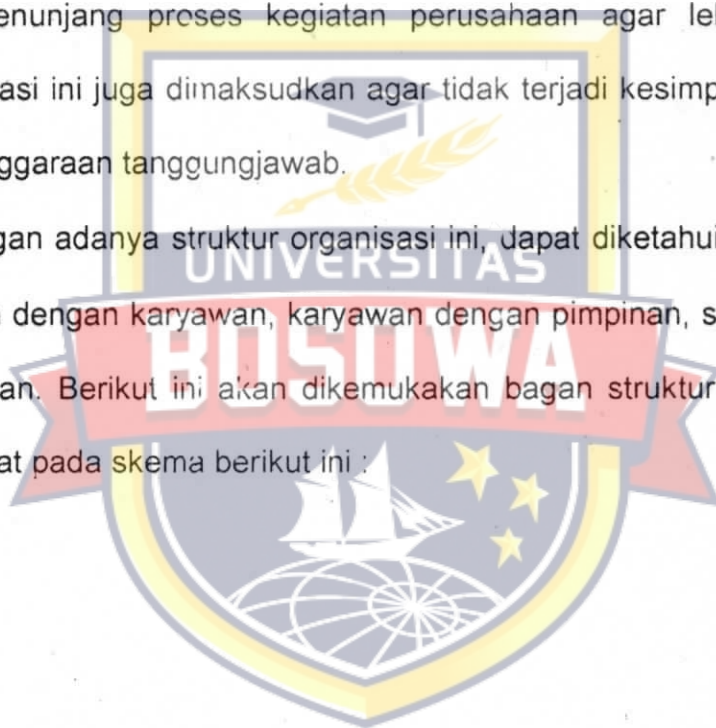 enunjang proses kegiatan perusahaan agar lel
asi ini juga dimaksudkan agar tidak terjadi kesimp
ggaraan tanggungjawab.
gan adanya struktur organisasi ini, dapat diketahui
dengan karyawan, karyawan dengan pimpinan, s
an. Berikut ini akan dikemukakan bagan struktur
at pada skema berikut ini :
UNIVERSITAS
BOSOWA